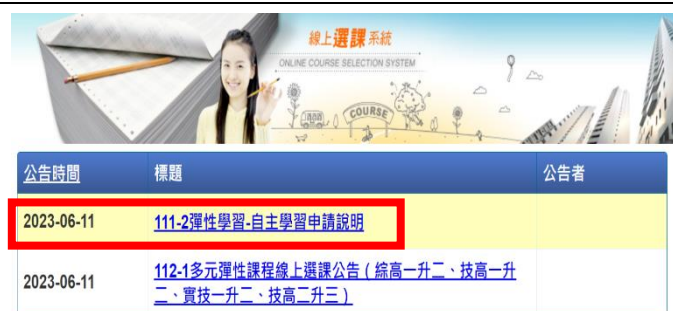 線上選課系統
ONLINE COURSE SELECTION SYSTEM
COURSE
公告時間 標題 公告者
2023-06-11 111-2彈性學習-自主學習申請說明
2023-06-11 112-1多元彈性課程線上選課公告(綜高一升二、技高一升
二、實技一升二、技高二升三)